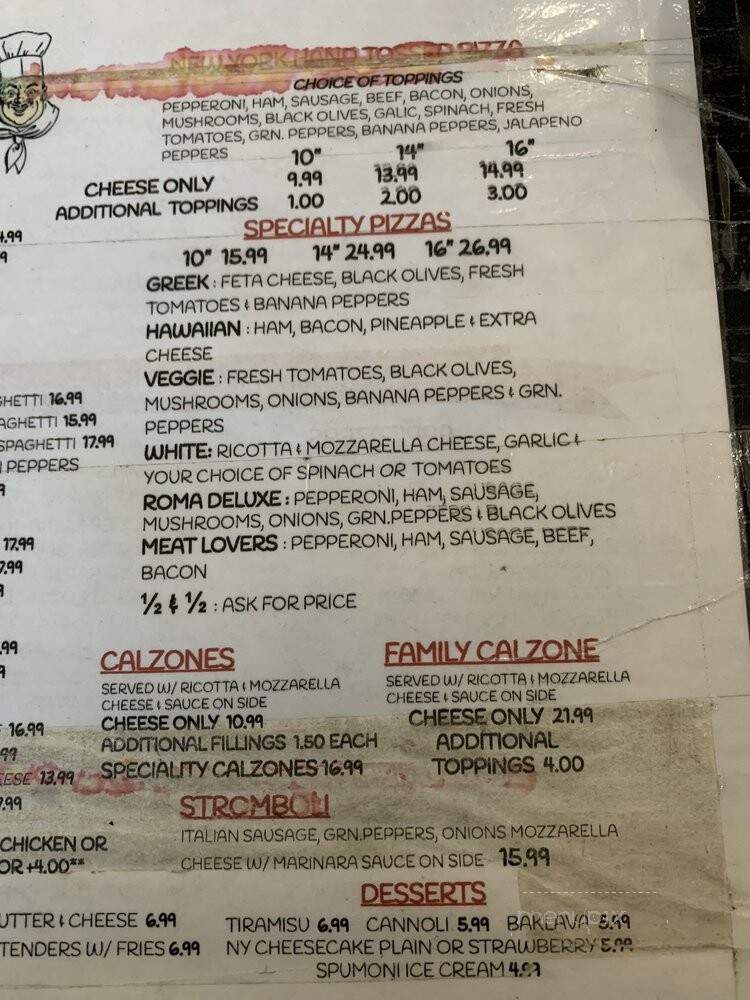 NEW YORK HAND TOSSED PIZZA
CHOICE OF TOPPINGS
PEPPERONI, HAM, SAUSAGE, BEEF, BACON, ONIONS,
MUSHROOMS, BLACK OLIVES, GALIC, SPINACH, FRESH
TOMATOES, GRN. PEPPERS, BANANA PEPPERS, JALAPENO
PEPPERS
10" 14" 16"
CHEESE ONLY 9.99 13.99 14.99
ADDITIONAL TOPPINGS 1.00 2.00 3.00
SPECIALTY PIZZAS
10" 15.99 14" 24.99 16" 26.99
GREEK : FETA CHEESE, BLACK OLIVES, FRESH
TOMATOES & BANANA PEPPERS
HAWAIIAN : HAM, BACON, PINEAPPLE & EXTRA
CHEESE
VEGGIE : FRESH TOMATOES, BLACK OLIVES,
MUSHROOMS, ONIONS, BANANA PEPPERS & GRN.
PEPPERS
WHITE: RICOTTA & MOZZARELLA CHEESE, GARLIC &
YOUR CHOICE OF SPINACH OR TOMATOES
ROMA DELUXE : PEPPERONI, HAM, SAUSAGE,
MUSHROOMS, ONIONS, GRN.PEPPERS & BLACK OLIVES
MEAT LOVERS : PEPPERONI, HAM, SAUSAGE, BEEF,
BACON
½ & ½ : ASK FOR PRICE
GHETTI 16.99
AGHETTI 15.99
SPAGHETTI 17.99
PEPPERS
17.99
CALZONES
SERVED W/ RICOTTA & MOZZARELLA
CHEESE & SAUCE ON SIDE
CHEESE ONLY 10.99
ADDITIONAL FILLINGS 1.50 EACH
SPECIALITY CALZONES 16.99
FAMILY CALZONE
SERVED W/ RICOTTA & MOZZARELLA
CHEESE & SAUCE ON SIDE
CHEESE ONLY 21.99
ADDITIONAL
TOPPINGS 4.00
16.99
EESE 13.99
STROMBOLI
ITALIAN SAUSAGE, GRN.PEPPERS, ONIONS MOZZARELLA
CHEESE W/ MARINARA SAUCE ON SIDE 15.99
CHICKEN OR
OR +4.00**
UTTER & CHEESE 6.99
TENDERS W/ FRIES 6.99
DESSERTS
TIRAMISU 6.99 CANNOLI 5.99 BAKLAVA 5.99
NY CHEESECAKE PLAIN OR STRAWBERRY 5.99
SPUMONI ICE CREAM 4.99